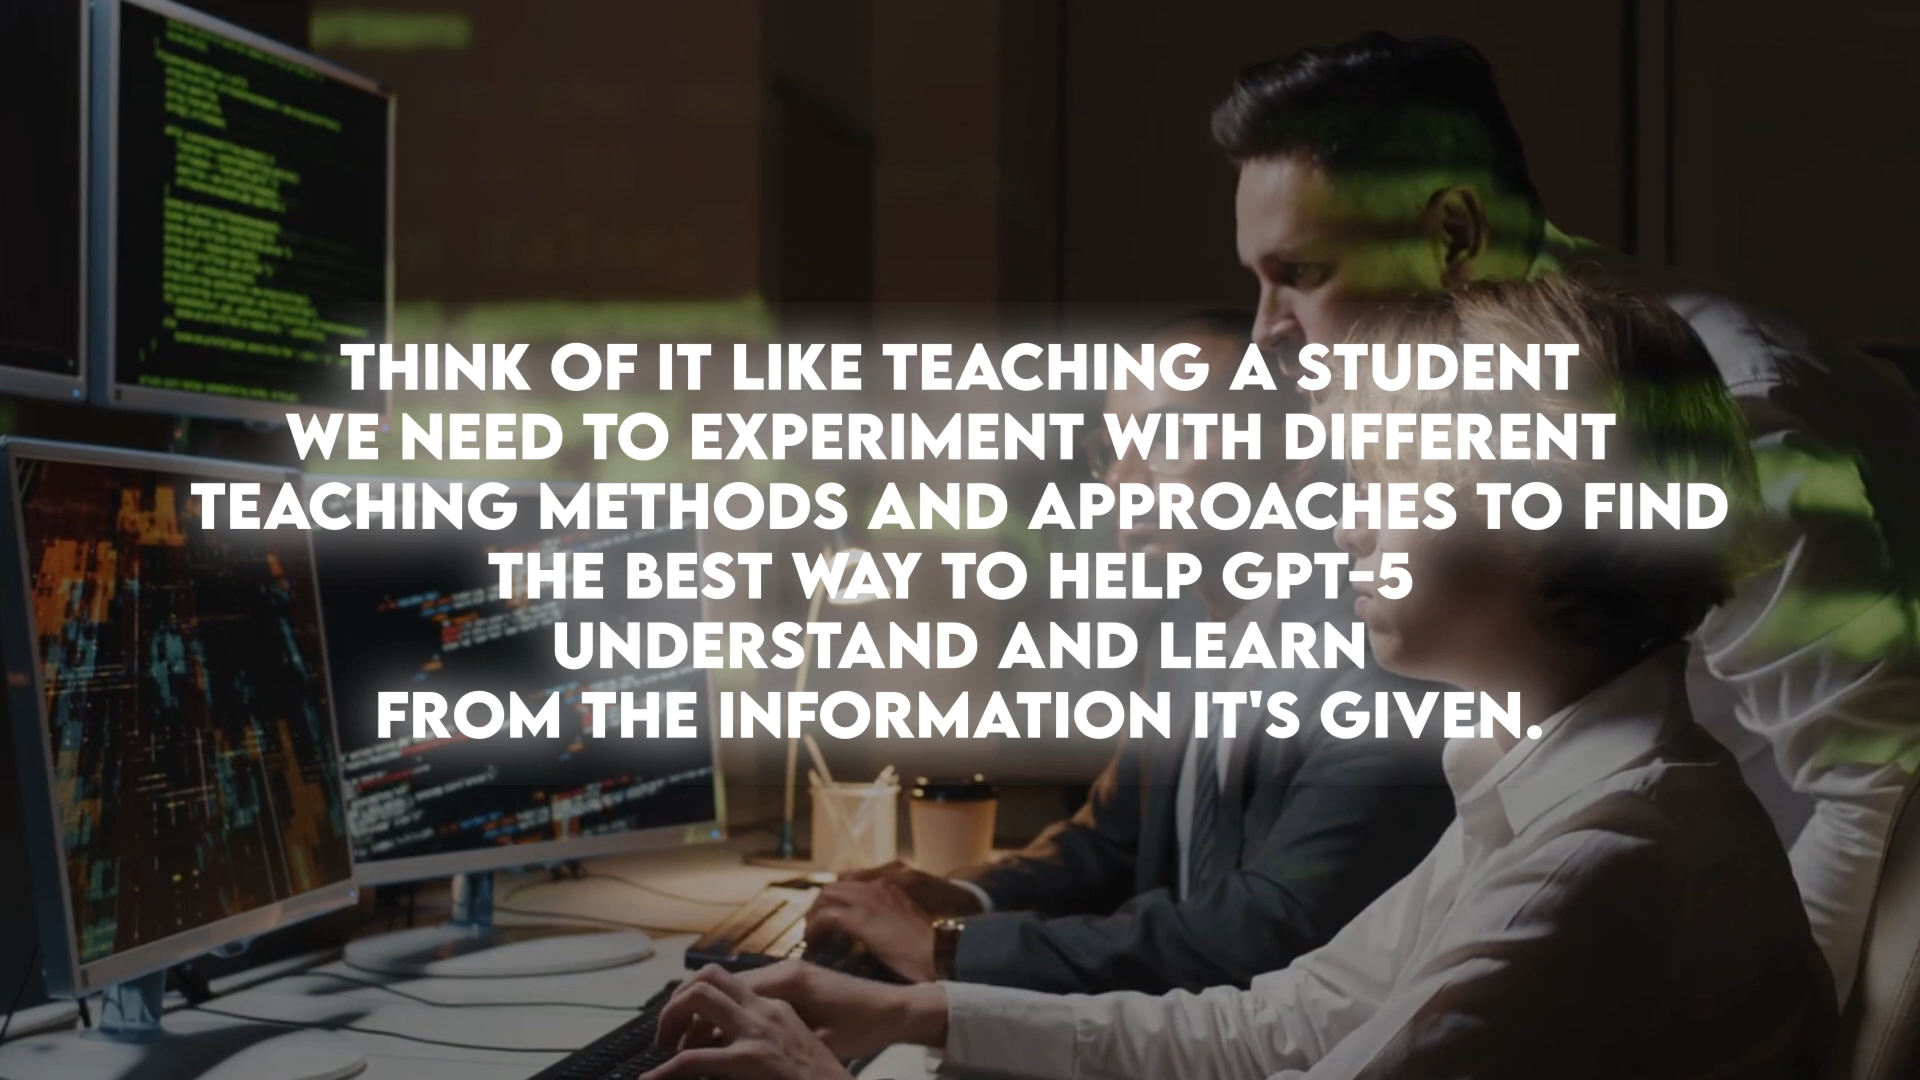 THINK OF IT LIKE TEACHING A STUDENT
WE NEED TO EXPERIMENT WITH DIFFERENT
TEACHING METHODS AND APPROACHES TO FIND
THE BEST WAY TO HELP GPT-5
UNDERSTAND AND LEARN
FROM THE INFORMATION IT'S GIVEN.